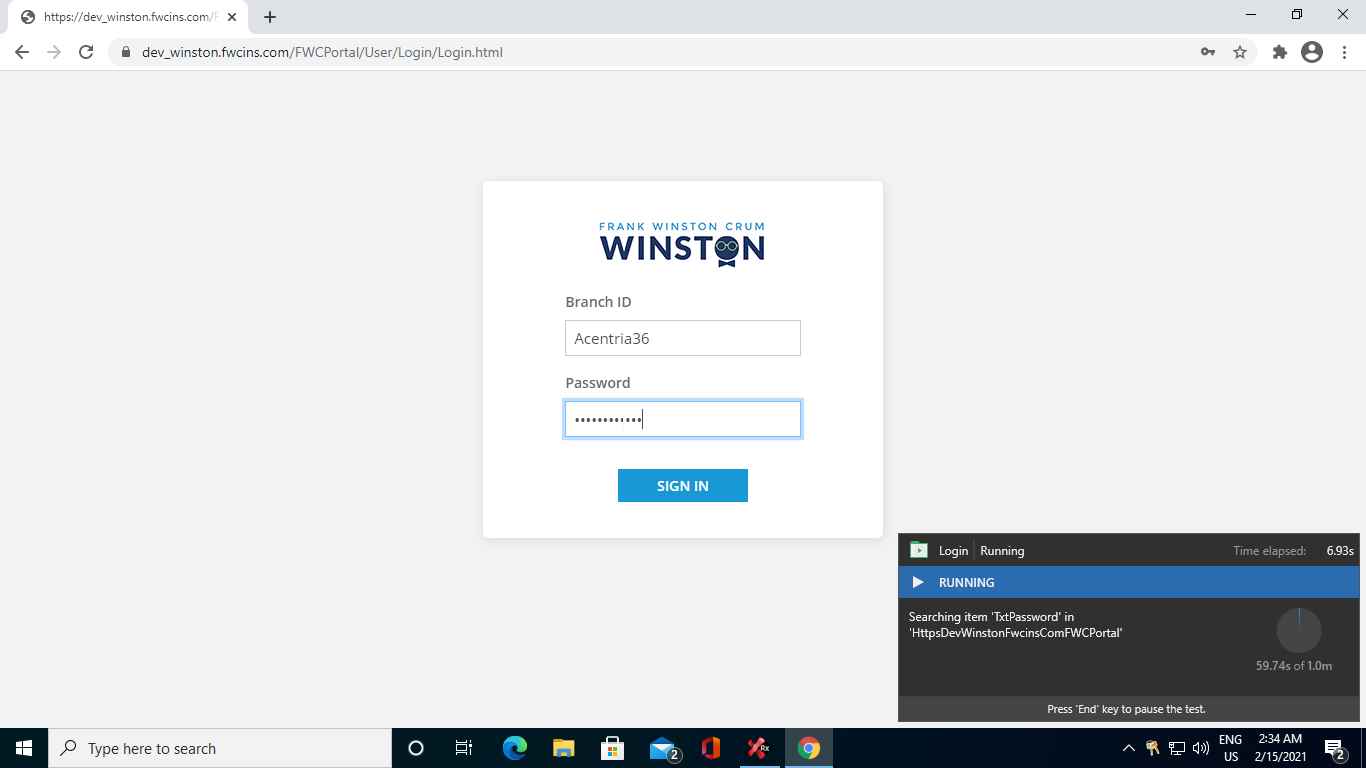 https://dev_winston.fwcins.com/F
dev_winston.fwcins.com/FWCPortal/User/Login/Login.html
FRANK WINSTON CRUM
WINSTON
Branch ID
Acentria36
Password
••••••••••••
SIGN IN
Login Running Time elapsed: 6.93s
RUNNING
Searching item 'TxtPassword' in
'HttpsDevWinstonFwcinsComFWCPortal'
59.74s of 1.0m
Press 'End' key to pause the test.
Type here to search
2
Rx
ENG
US
2:34 AM
2/15/2021
2